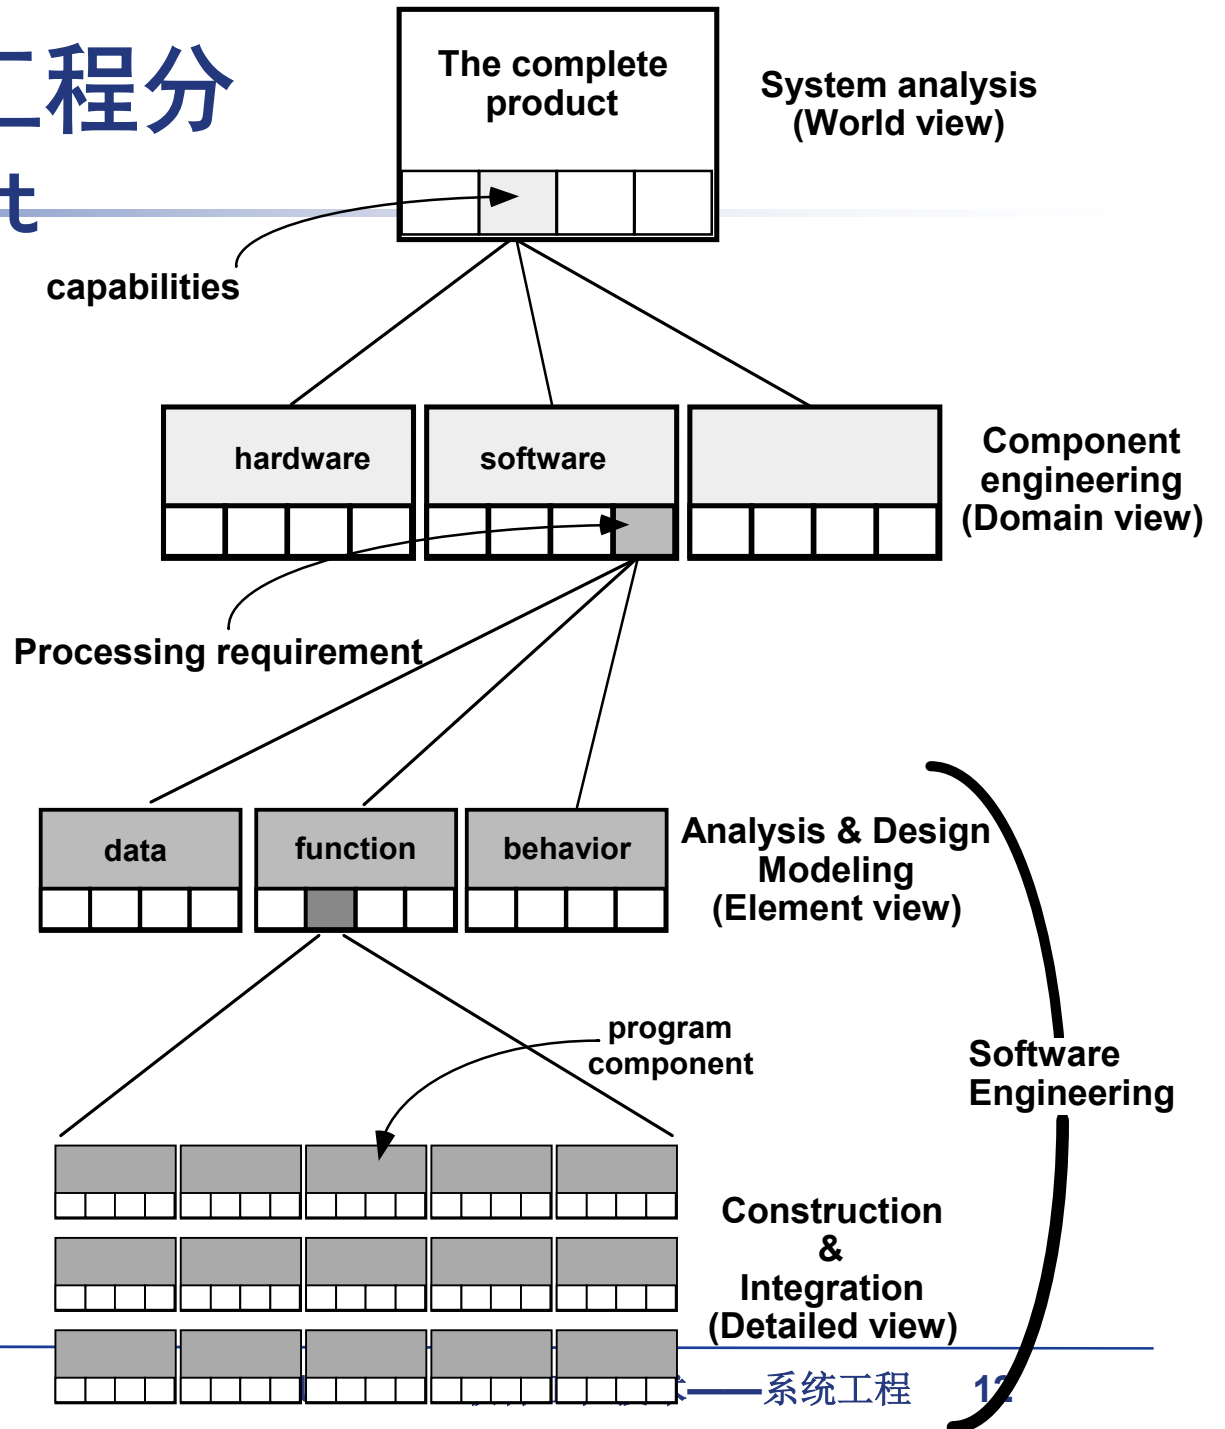 工程分
t
The complete
product
System analysis
(World view)
capabilities
hardware
software
Component
engineering
(Domain view)
Processing requirement
data
function
behavior
Analysis & Design
Modeling
(Element view)
program
component
Software
Engineering
Construction
&
Integration
(Detailed view)
——系统工程
12